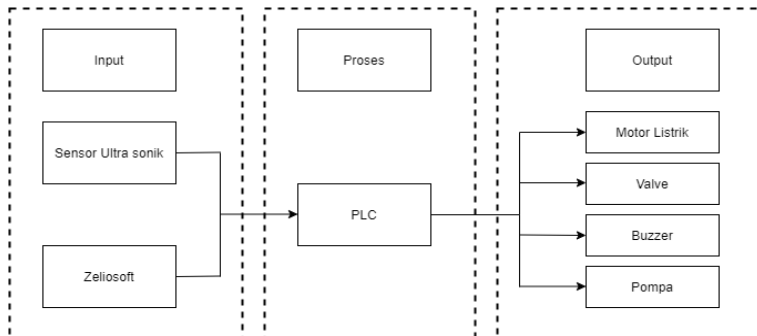 Input
Proses
Output
Sensor Ultra sonik
Zeliosoft
PLC
Motor Listrik
Valve
Buzzer
Pompa